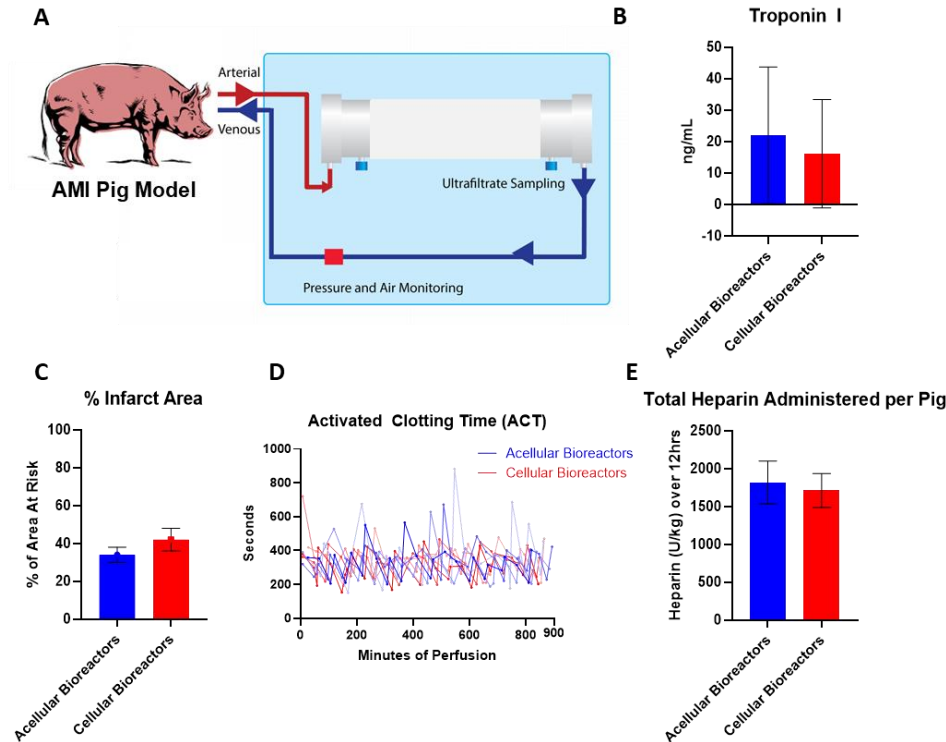 A
Arterial
Venous
AMI Pig Model
Ultrafiltrate Sampling
Pressure and Air Monitoring
B
Troponin I
ng/mL
50
40
30
20
10
0
-10
Acellular Bioreactors
Cellular Bioreactors
C
% Infarct Area
% of Area At Risk
100
80
60
40
20
0
Acellular Bioreactors
Cellular Bioreactors
D
Activated Clotting Time (ACT)
Acellular Bioreactors
Cellular Bioreactors
Seconds
1000
800
600
400
200
0
0 200 400 600 800 900
Minutes of Perfusion
E
Total Heparin Administered per Pig
Heparin (U/kg) over 12hrs
2500
2000
1500
1000
500
0
Acellular Bioreactors
Cellular Bioreactors